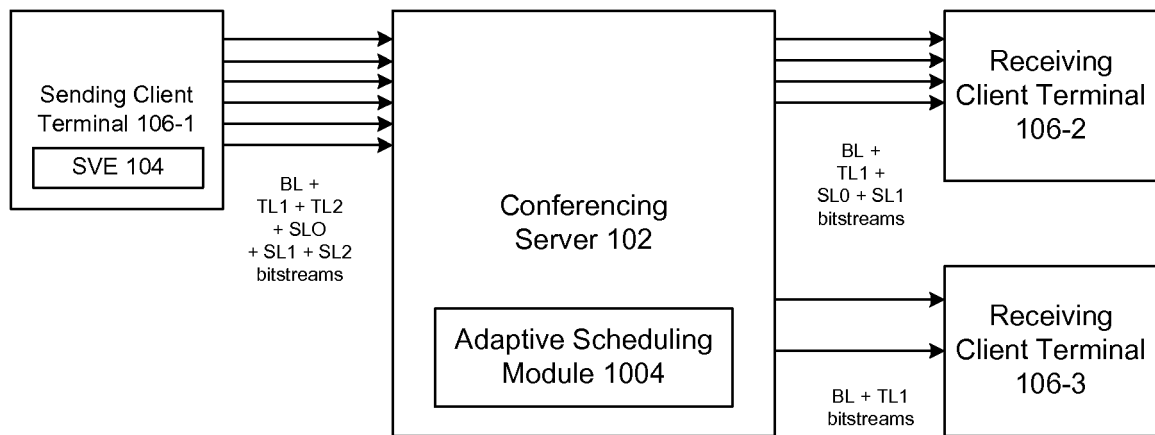 Sending Client
Terminal 106-1
SVE 104
BL +
TL1 + TL2
+ SLO
+ SL1 + SL2
bitstreams
Conferencing
Server 102
Adaptive Scheduling
Module 1004
BL +
TL1 +
SL0 + SL1
bitstreams
Receiving
Client Terminal
106-2
BL + TL1
bitstreams
Receiving
Client Terminal
106-3